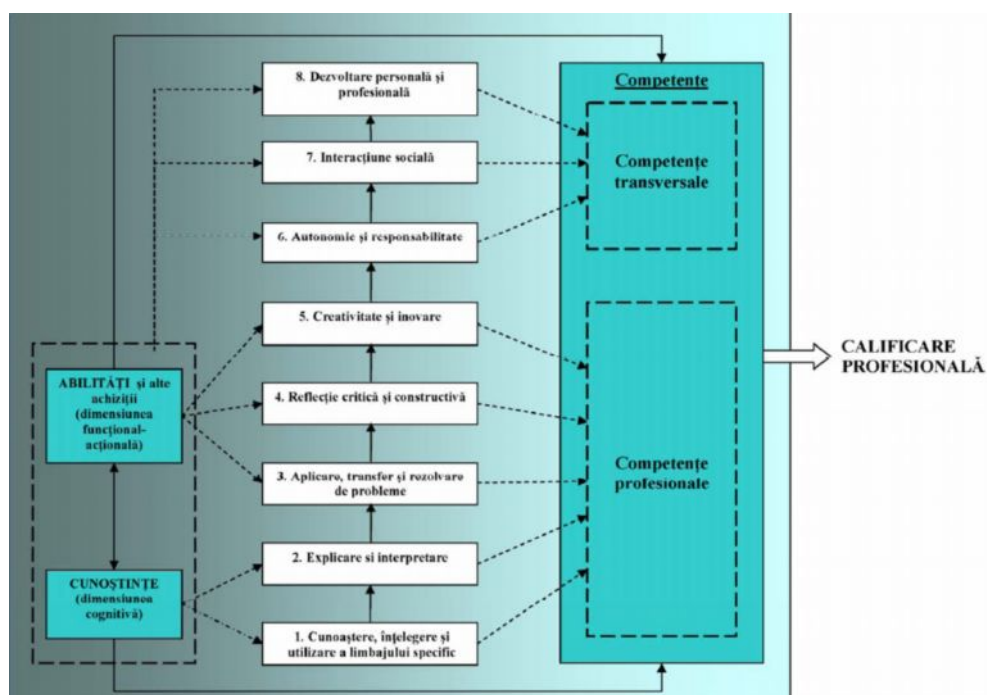 8. Dezvoltare personală și
profesională
7. Interacțiune socială
6. Autonomie și responsabilitate
5. Creativitate și inovare
4. Reflecție critică și constructivă
3. Aplicare, transfer și rezolvare
de probleme
2. Explicare si interpretare
1. Cunoaștere, înțelegere și
utilizare a limbajului specific
ABILITĂȚI și alte
achiziții
(dimensiunea
funcțional-
acțională)
CUNOȘTINȚE
(dimensiunea
cognitivă)
Competente
Competențe
transversale
Competențe
profesionale
CALIFICARE
PROFESIONALĂ